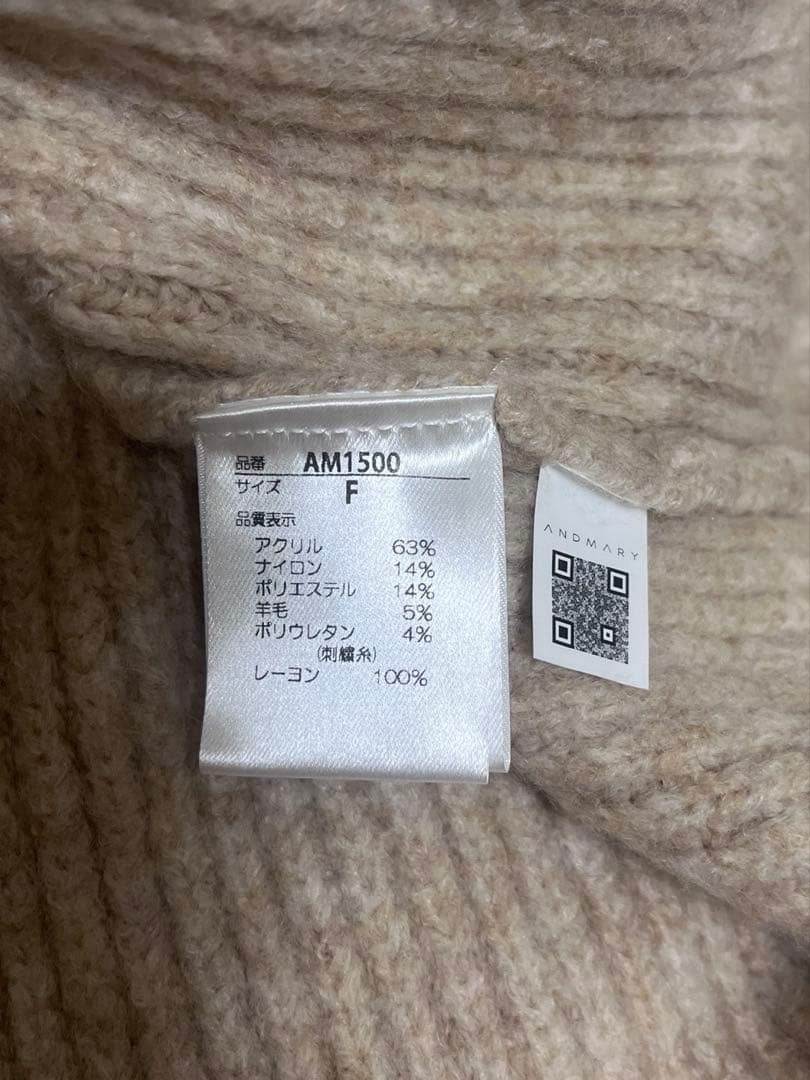 品番 AM1500
サイズ F
品質表示
アクリル 63%
ナイロン 14%
ポリエステル 14%
羊毛 5%
ポリウレタン 4%
(刺繍糸)
レーヨン 100%
ANDMARY